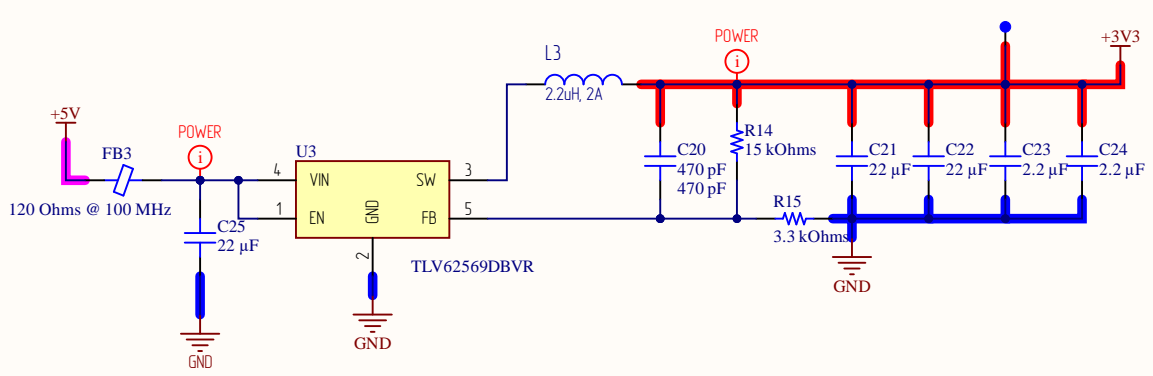 POWER
+3V3
L3
2.2uH, 2A
i
+5V
POWER
FB3
i
U3
R14
15 kOhms
C20
470 pF
470 pF
C21
22 µF
C22
22 µF
C23
2.2 µF
C24
2.2 µF
4
VIN
SW
3
120 Ohms @ 100 MHz
1
EN
GND
FB
5
R15
3.3 kOhms
C25
22 µF
2
TLV62569DBVR
GND
GND
GND